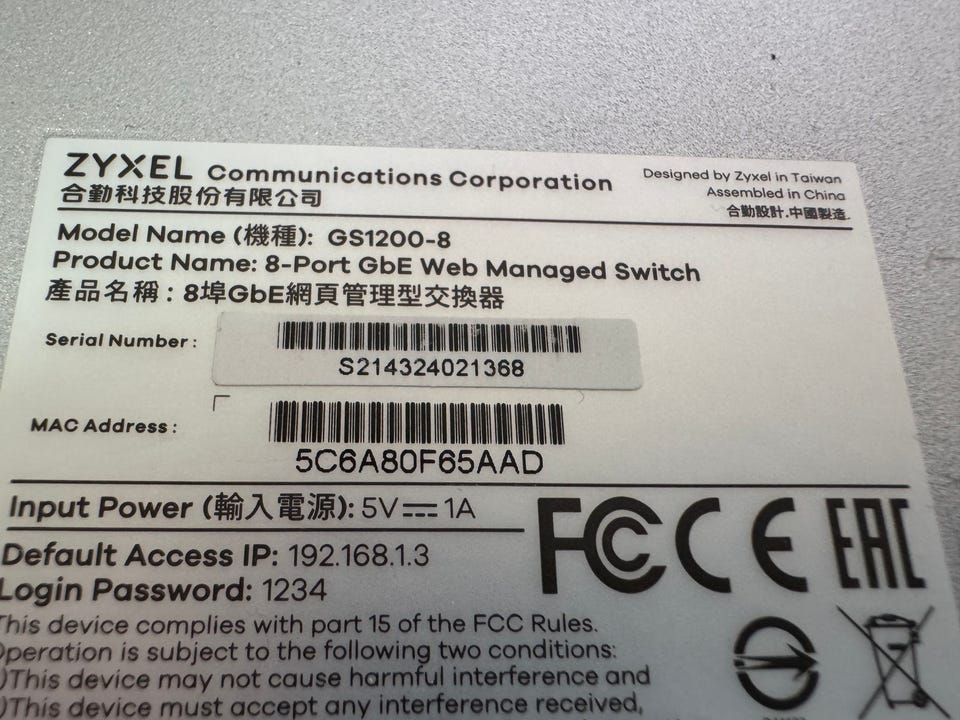 ZYXEL Communications Corporation
合勤科技股份有限公司
Designed by Zyxel in Taiwan
Assembled in China
合勤設計.中國製造.
Model Name (機種): GS1200-8
Product Name: 8-Port GbE Web Managed Switch
產品名稱 : 8埠GbE網頁管理型交換器
Serial Number :
S214324021368
MAC Address :
5C6A80F65AAD
Input Power (輸入電源): 5V⎓1A
Default Access IP: 192.168.1.3
Login Password: 1234
FCC CE EAC
This device complies with part 15 of the FCC Rules.
Operation is subject to the following two conditions:
)This device may not cause harmful interference and
)This device must accept any interference received,